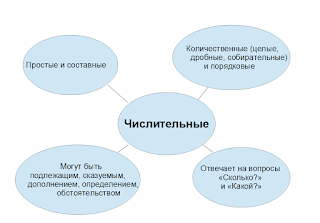 Простые и составные
Количественные (целые,
дробные, собирательные)
и порядковые
Числительные
Могут быть
подлежащим, сказуемым,
дополнением, определением,
обстоятельством
Отвечает на вопросы
«Сколько?»
и «Какой?»